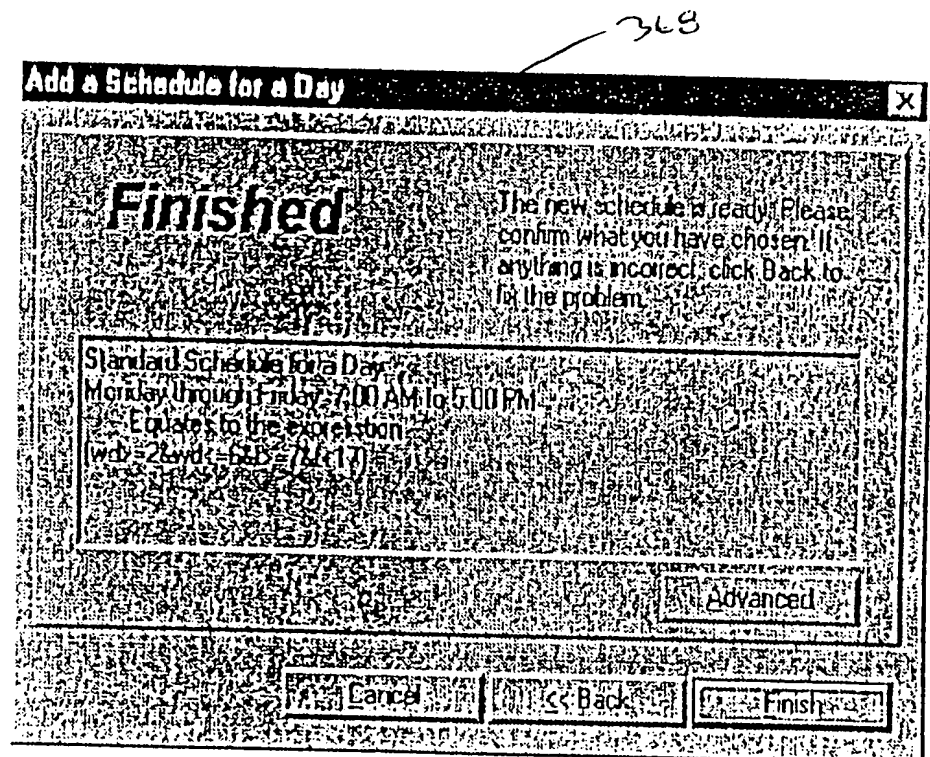 368
Add a Schedule for a Day
Finished
The new schedule is ready. Please
confirm what you have chosen. If
anything is incorrect, click Back to
fix the problem.
Standard Schedule for a Day
Monday through Friday, 7:00 AM to 5:00 PM
Equates to the expression
Advanced
Cancel
<< Back
Finish